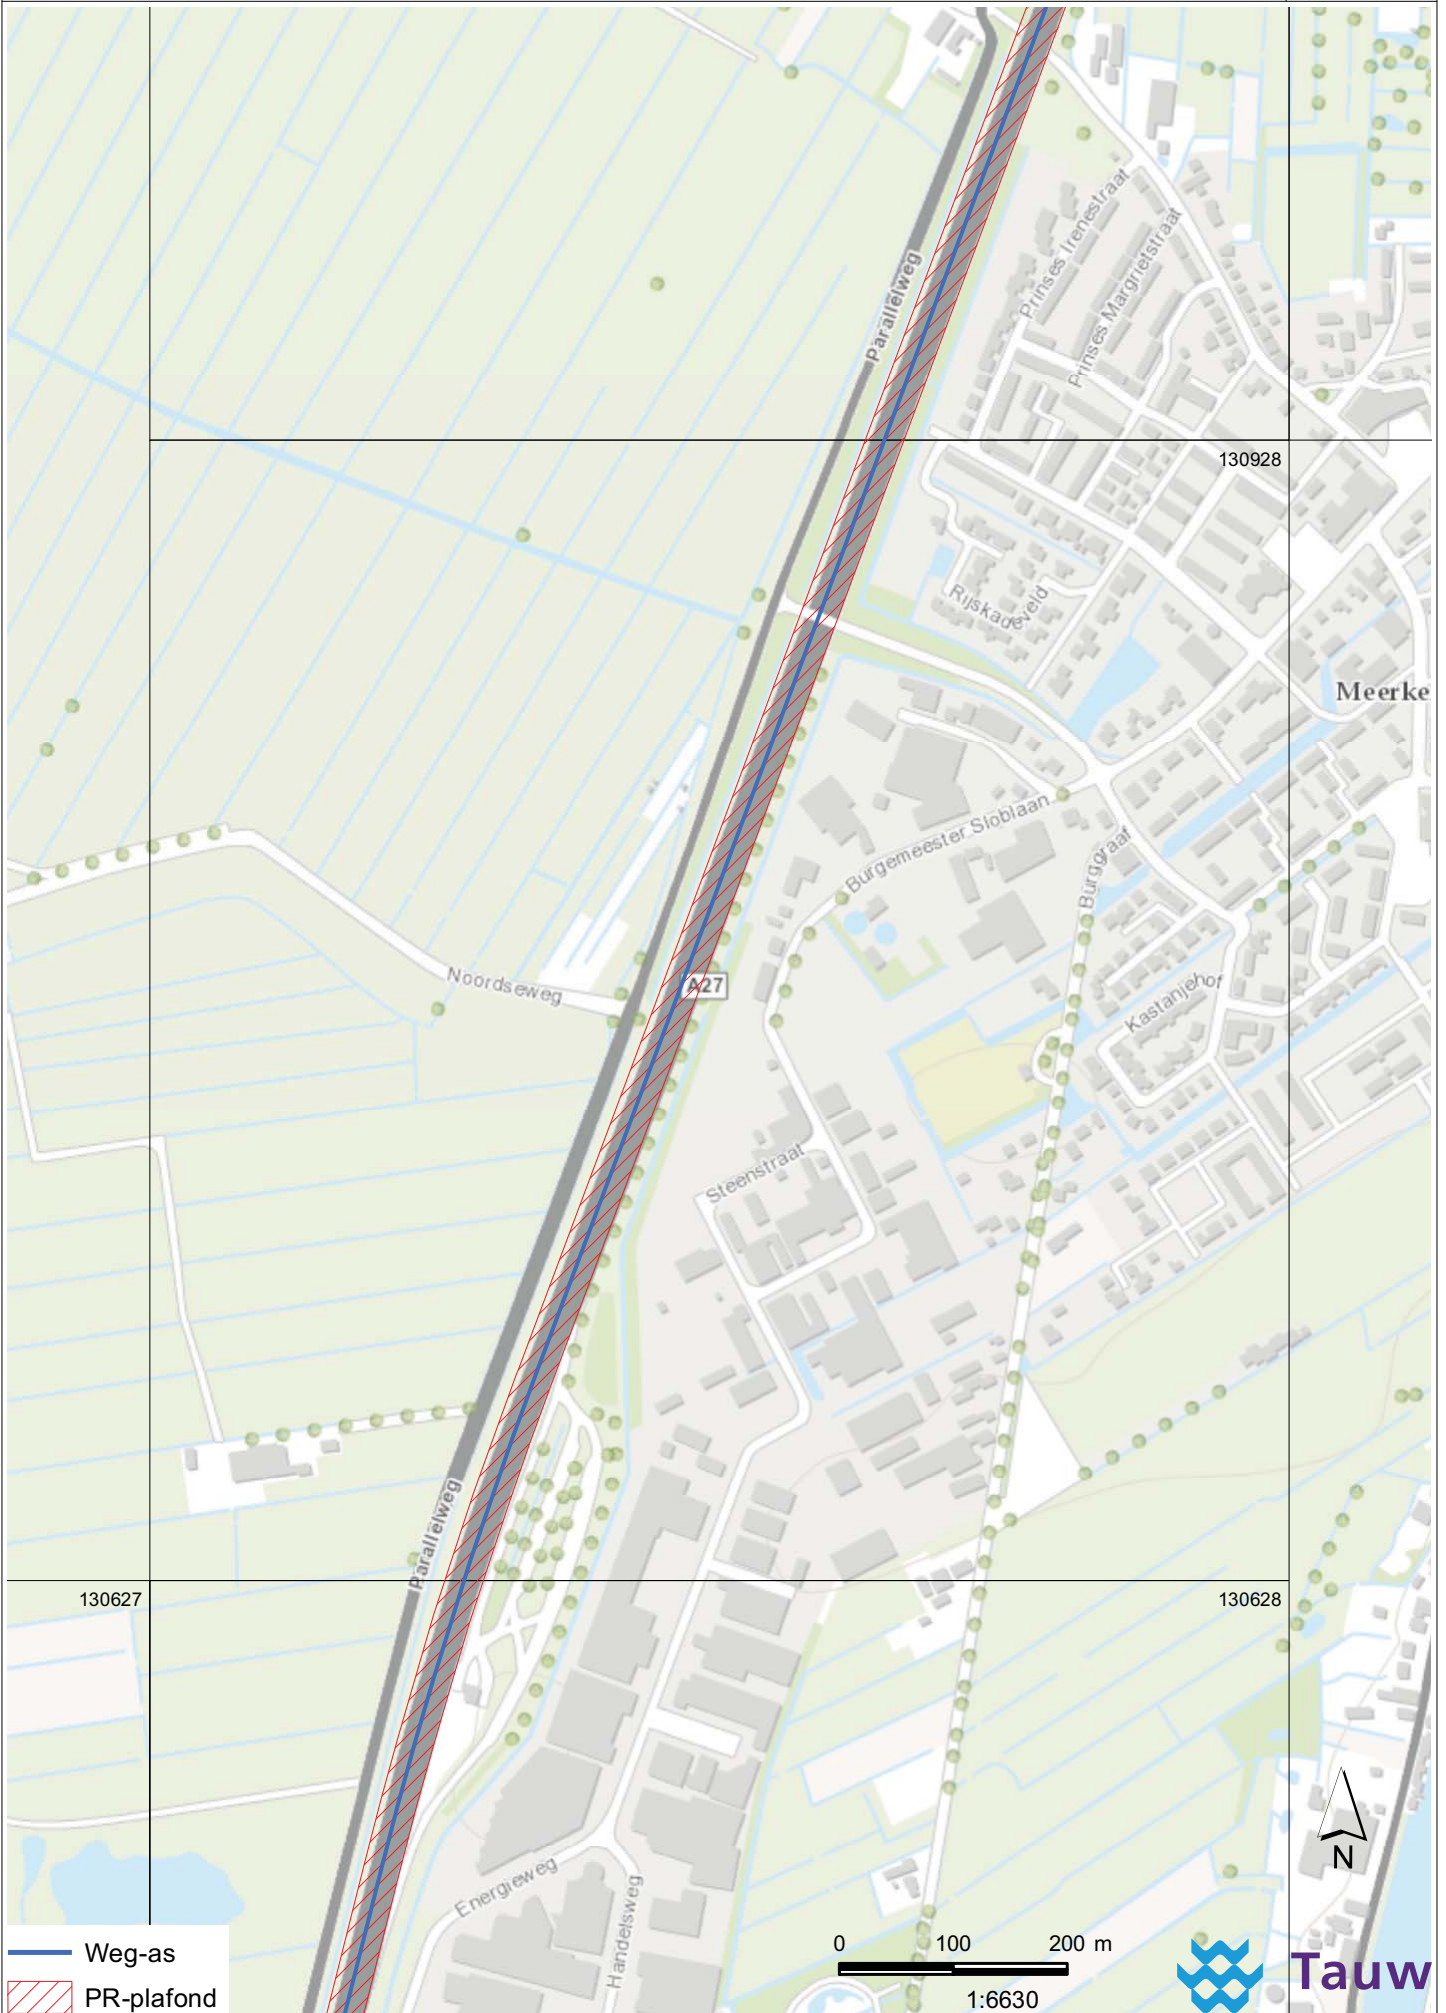 Prinses Irenestraat
Prinses Margrietstraat
Parallelweg
130928
Rijskadeveld
Meerke
Burgemeester Sloblaan
Burggraaf
Noordseweg
A27
Kastanjehof
Steenstraat
Parallelweg
130627
130628
Energieweg
Handelsweg
N
Weg-as
PR-plafond
0 100 200 m
1:6630
Tauw